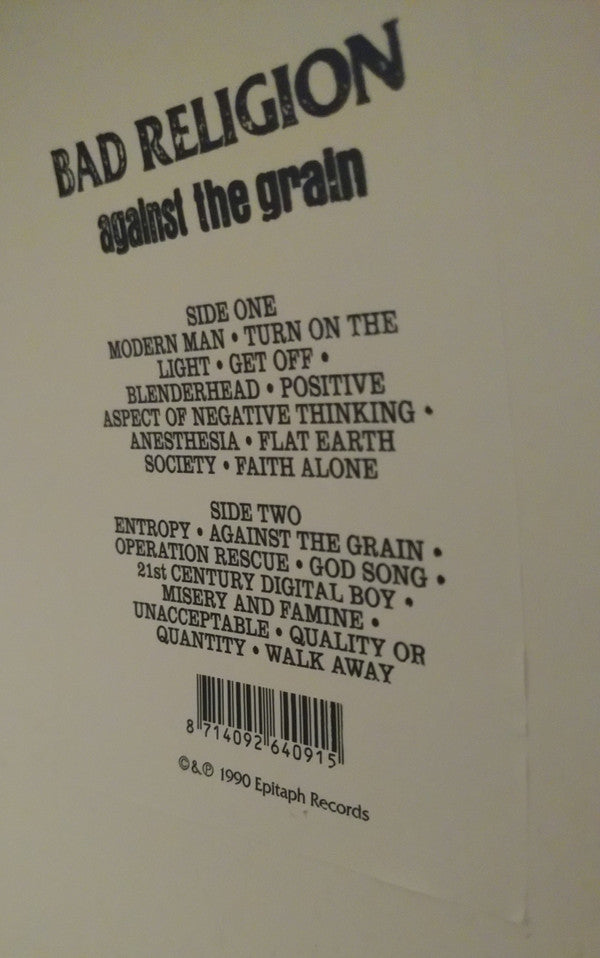 BAD RELIGION
against the grain
SIDE ONE
MODERN MAN • TURN ON THE
LIGHT • GET OFF •
BLENDERHEAD • POSITIVE
ASPECT OF NEGATIVE THINKING •
ANESTHESIA • FLAT EARTH
SOCIETY • FAITH ALONE
SIDE TWO
ENTROPY • AGAINST THE GRAIN •
OPERATION RESCUE • GOD SONG •
21st CENTURY DIGITAL BOY •
MISERY AND FAMINE •
UNACCEPTABLE • QUALITY OR
QUANTITY • WALK AWAY
8 714092 640915
©&℗ 1990 Epitaph Records